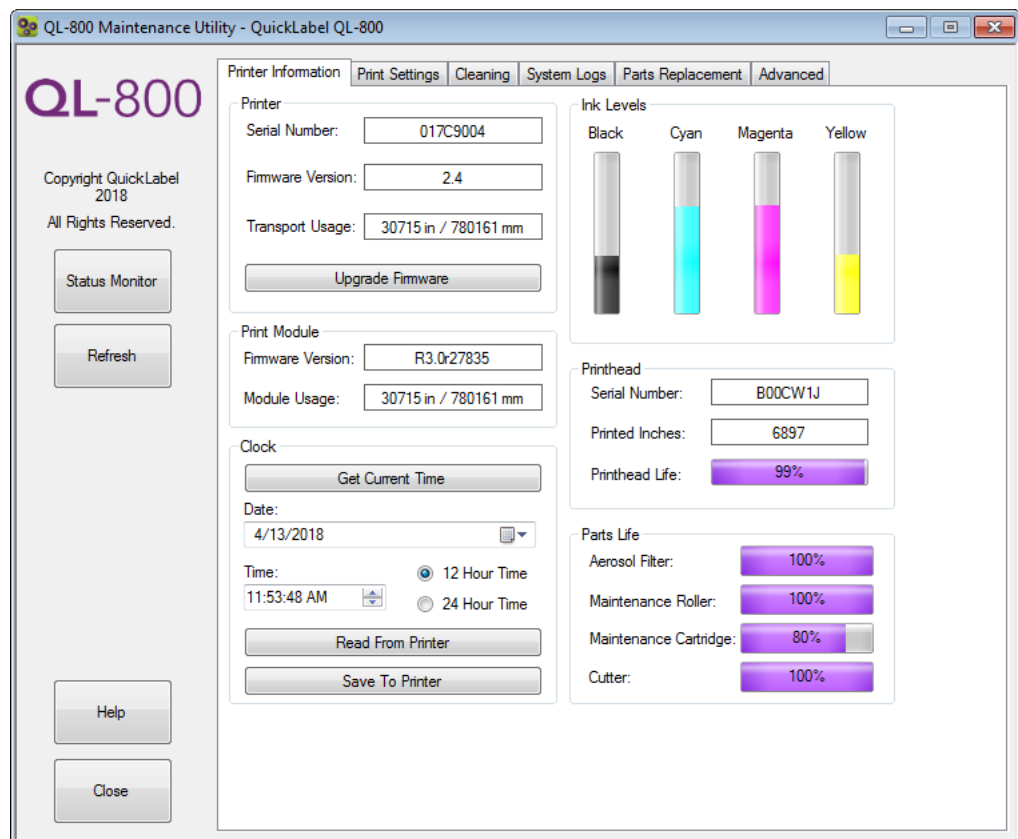 QL-800 Maintenance Utility - QuickLabel QL-800
QL-800
Copyright QuickLabel
2018
All Rights Reserved.
Status Monitor
Refresh
Help
Close
Printer Information Print Settings Cleaning System Logs Parts Replacement Advanced
Printer
Serial Number: 017C9004
Firmware Version: 2.4
Transport Usage: 30715 in / 780161 mm
Upgrade Firmware
Print Module
Firmware Version: R3.0r27835
Module Usage: 30715 in / 780161 mm
Clock
Get Current Time
Date:
4/13/2018
Time:
11:53:48 AM
12 Hour Time
24 Hour Time
Read From Printer
Save To Printer
Ink Levels
Black Cyan Magenta Yellow
Printhead
Serial Number: B00CW1J
Printed Inches: 6897
Printhead Life: 99%
Parts Life
Aerosol Filter: 100%
Maintenance Roller: 100%
Maintenance Cartridge: 80%
Cutter: 100%